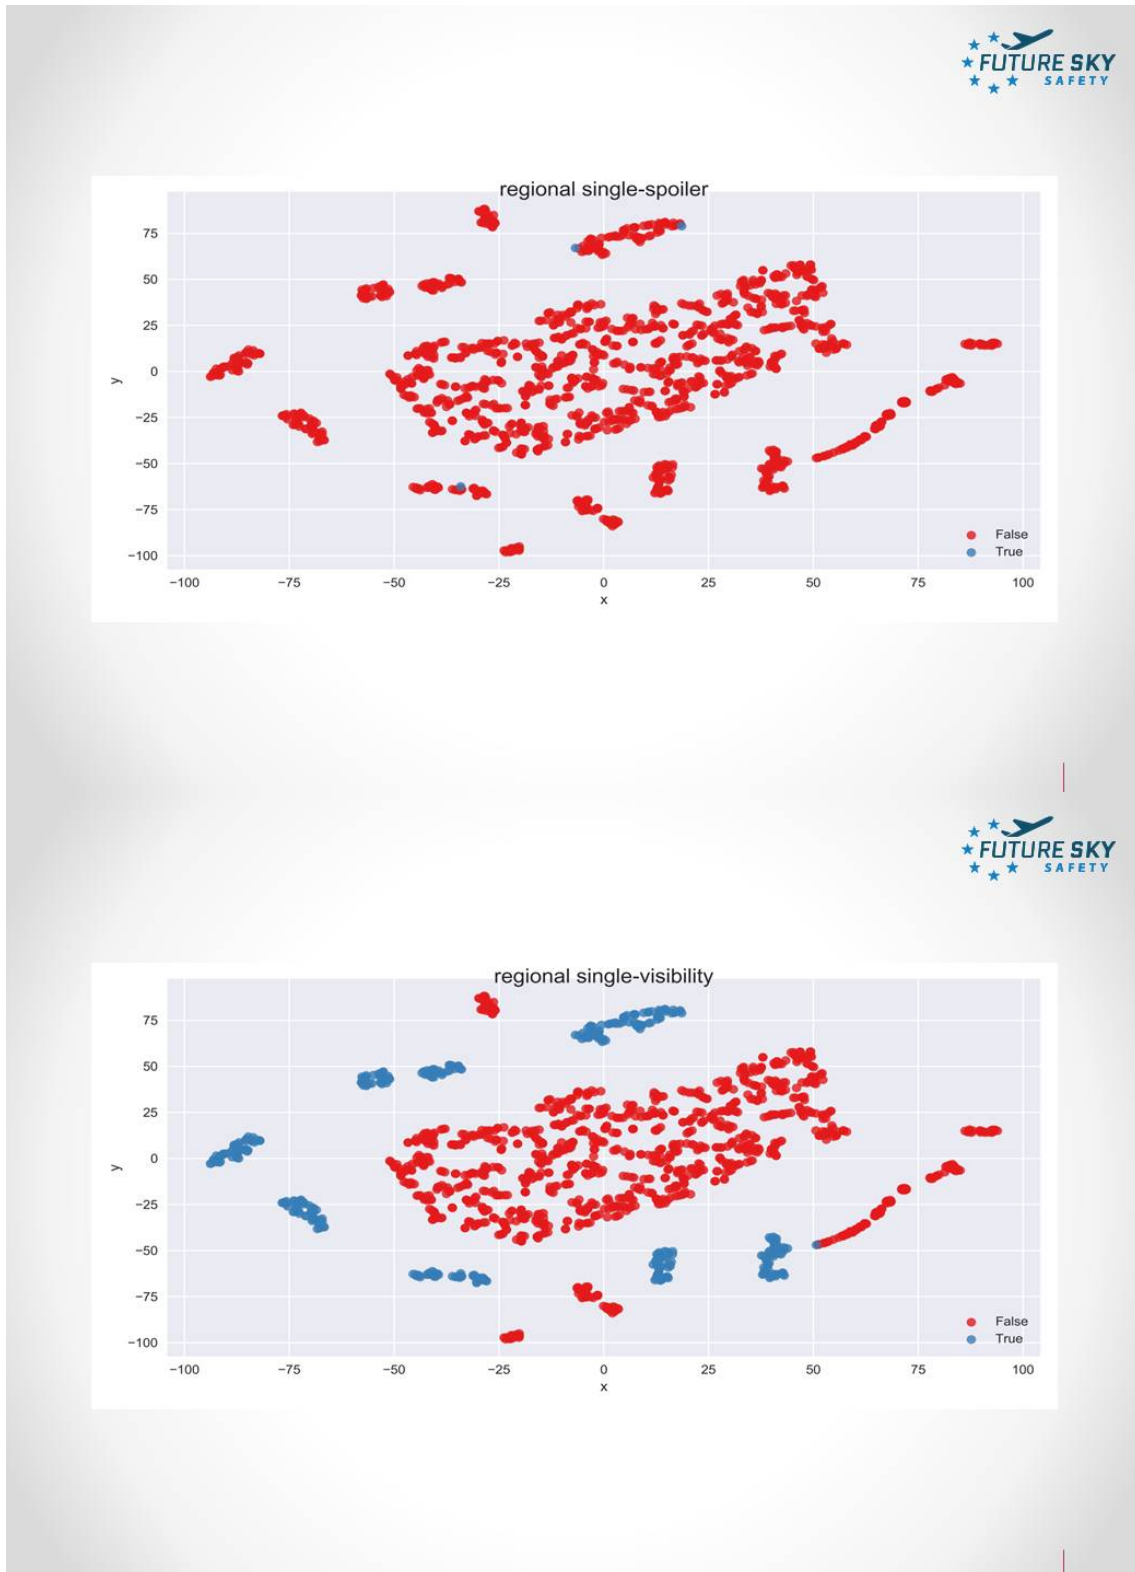 FUTURE SKY
SAFETY
regional single-spoiler
75
50
25
0
−25
−50
−75
−100
y
False
True
−100 −75 −50 −25 0 25 50 75 100
x
FUTURE SKY
SAFETY
regional single-visibility
75
50
25
0
−25
−50
−75
−100
y
False
True
−100 −75 −50 −25 0 25 50 75 100
x